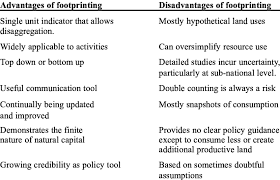 Advantages of footprinting Disadvantages of footprinting
Single unit indicator that allows Mostly hypothetical land uses
disaggregation.
Widely applicable to activities Can oversimplify resource use
Top down or bottom up Detailed studies incur uncertainty,
particularly at sub-national level.
Useful communication tool Double counting is always a risk
Continually being updated Mostly snapshots of consumption
and improved
Demonstrates the finite Provides no clear policy guidance
nature of natural capital except to consume less or create
additional productive land
Growing credibility as policy tool Based on sometimes doubtful
assumptions